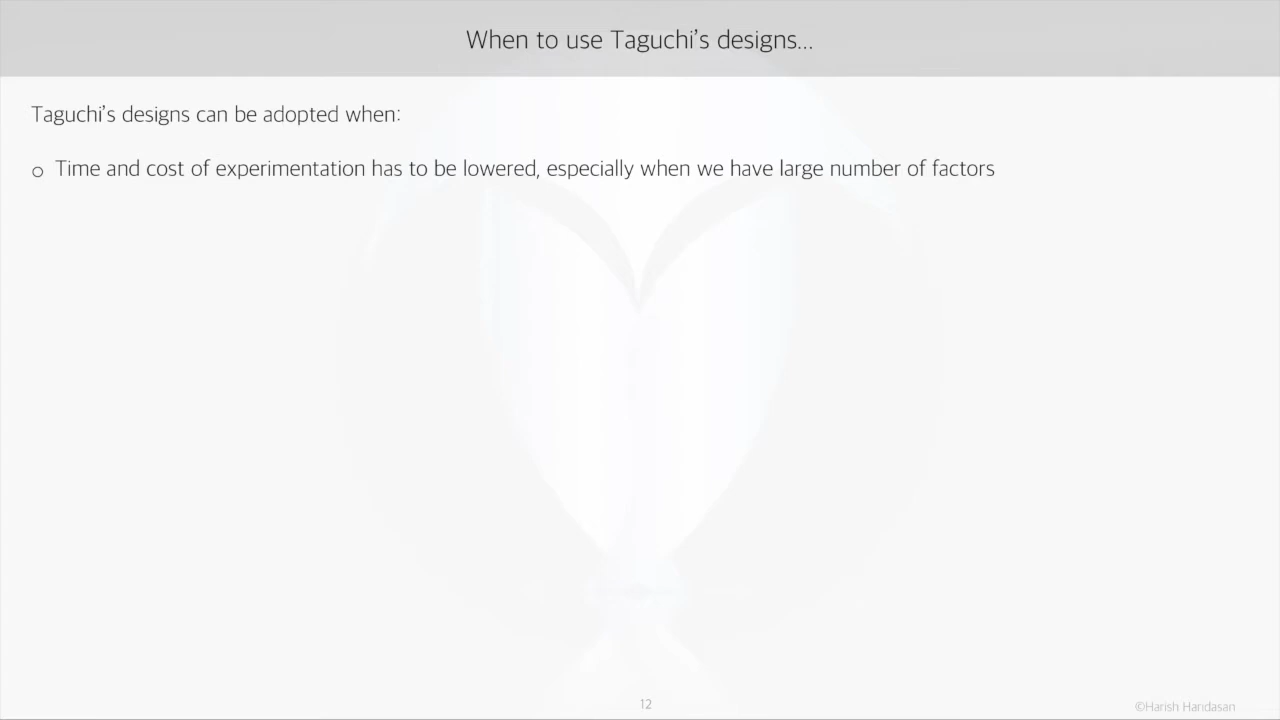 When to use Taguchi's designs...
Taguchi's designs can be adopted when:
o Time and cost of experimentation has to be lowered, especially when we have large number of factors
12
©Harish Haridasan